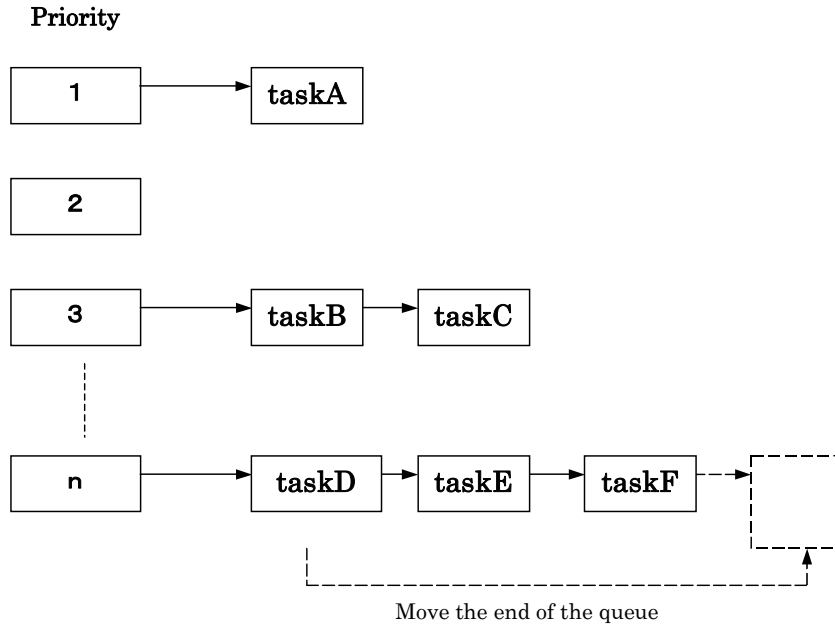 Priority
1
taskA
2
3
taskB
taskC
n
taskD
taskE
taskF
Move the end of the queue